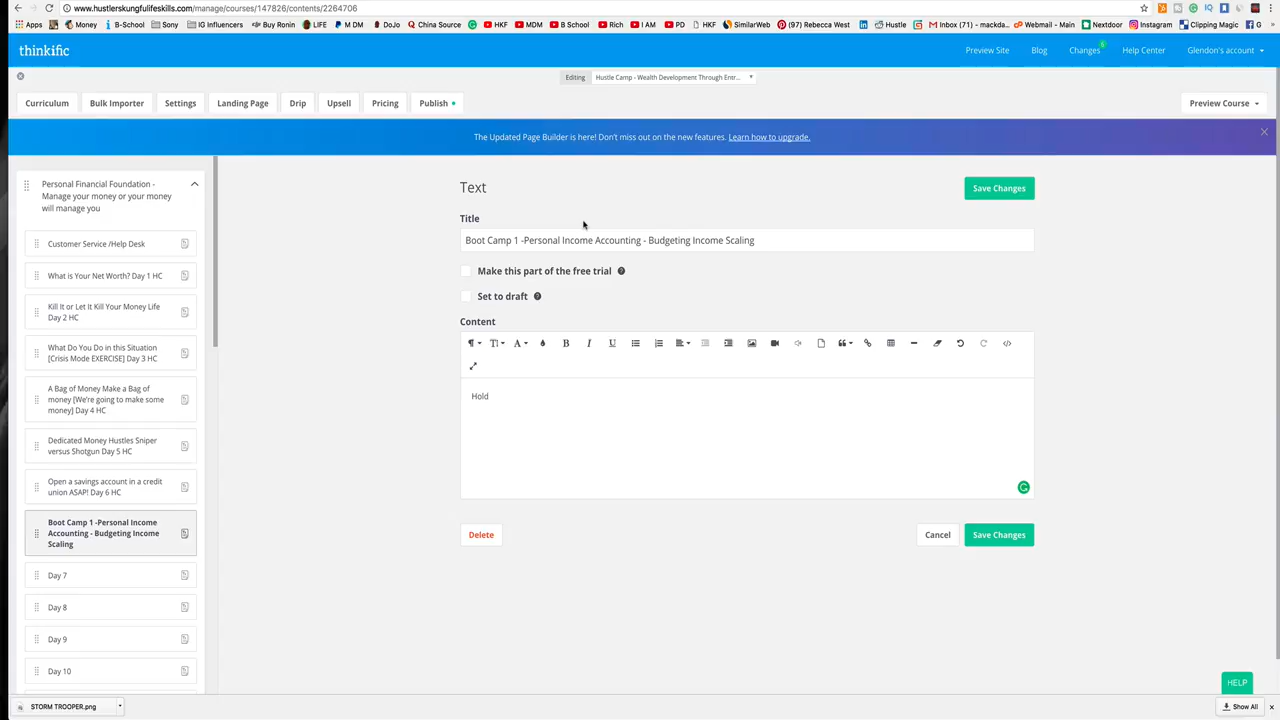 www.hustlerskungfulifeskills.com/manage/courses/147826/contents/2264706
Apps
Money
B-School
Sony
IG Influencers
LIFE
M DM
DoJo
Buy Ronin
China Source
HKF
MDM
B School
Rich
I AM
PD
HKF
SimilarWeb
(97) Rebecca West
Hustle
Inbox (71) - mackda...
Webmail - Main
Nextdoor
Instagram
Clipping Magic
G
thinkific
Preview Site
Blog
Changes
Help Center
Glendon's account
Editing
Hustle Camp - Wealth Development Through Entr...
Curriculum
Bulk Importer
Settings
Landing Page
Drip
Upsell
Pricing
Publish
Preview Course
The Updated Page Builder is here! Don't miss out on the new features. Learn how to upgrade.
Personal Financial Foundation -
Manage your money or your money
will manage you
Customer Service /Help Desk
What is Your Net Worth? Day 1 HC
Kill It or Let It Kill Your Money Life
Day 2 HC
What Do You Do in this Situation
[Crisis Mode EXERCISE] Day 3 HC
A Bag of Money Make a Bag of
money [We're going to make some
money] Day 4 HC
Dedicated Money Hustles Sniper
versus Shotgun Day 5 HC
Open a savings account in a credit
union ASAP! Day 6 HC
Boot Camp 1 -Personal Income
Accounting - Budgeting Income
Scaling
Day 7
Day 8
Day 9
Day 10
Text
Save Changes
Title
Boot Camp 1 -Personal Income Accounting - Budgeting Income Scaling
Make this part of the free trial
Set to draft
Content
Hold
Delete
Cancel
Save Changes
HELP
STORM TROOPER.png
Show All